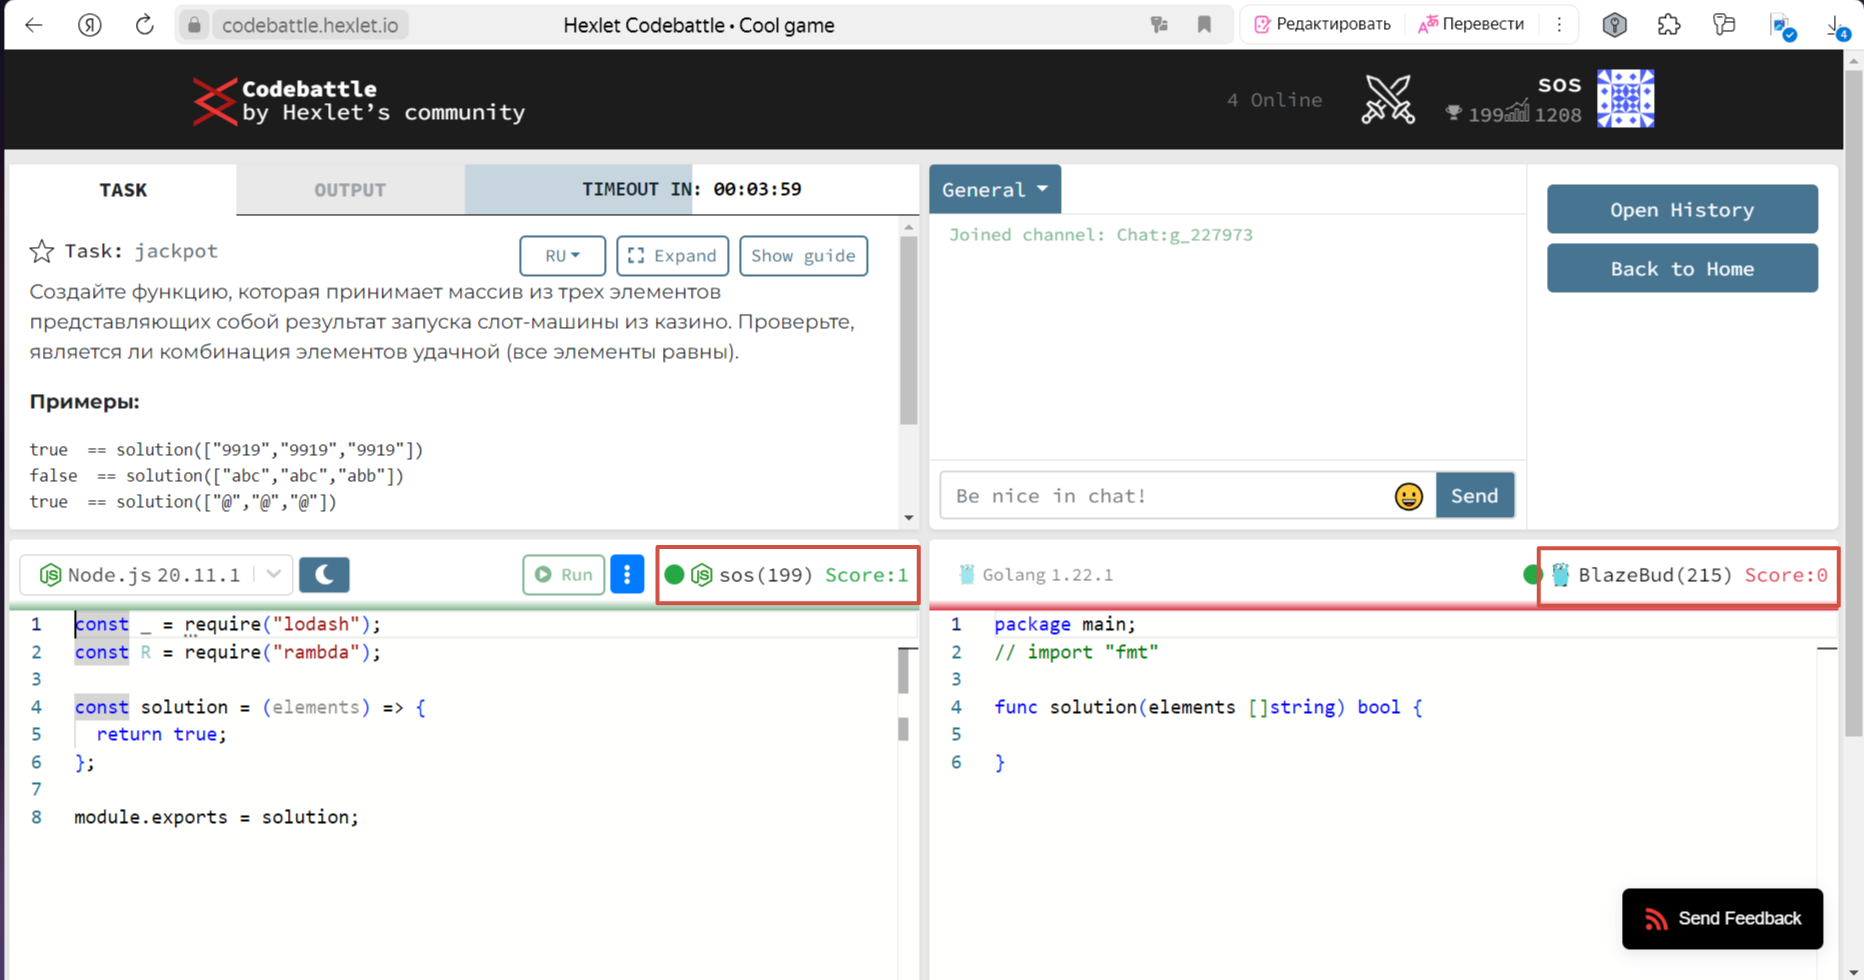 codebattle.hexlet.io
Hexlet Codebattle • Cool game
Редактировать
Перевести
4
Codebattle
by Hexlet’s community
4 Online
sos
199
1208
TASK
OUTPUT
TIMEOUT IN: 00:03:59
Task: jackpot
RU
Expand
Show guide
Создайте функцию, которая принимает массив из трех элементов
представляющих собой результат запуска слот-машины из казино. Проверьте,
является ли комбинация элементов удачной (все элементы равны).
Примеры:
true  == solution(["9919","9919","9919"])
false  == solution(["abc","abc","abb"])
true  == solution(["@","@","@"])
General
Joined channel: Chat:g_227973
Be nice in chat!
Send
Open History
Back to Home
Node.js 20.11.1
Run
sos(199) Score:1
1 const _ = require("lodash");
2 const R = require("rambda");
3
4 const solution = (elements) => {
5   return true;
6 };
7
8 module.exports = solution;
Golang 1.22.1
BlazeBud(215) Score:0
1 package main;
2 // import "fmt"
3
4 func solution(elements []string) bool {
5
6 }
Send Feedback